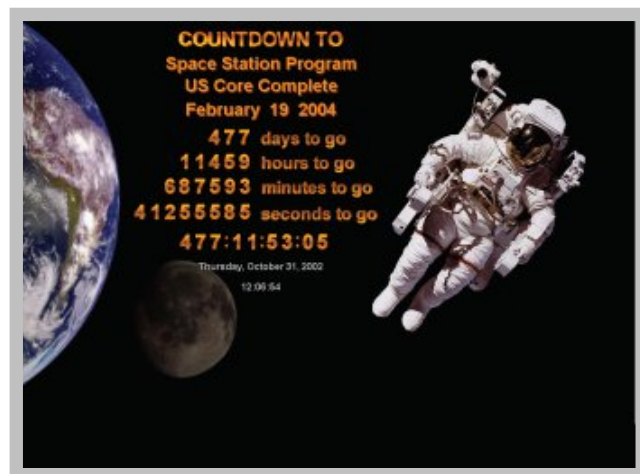 COUNTDOWN TO
Space Station Program
US Core Complete
February 19 2004
477 days to go
11459 hours to go
687593 minutes to go
41255585 seconds to go
477:11:53:05
Thursday, October 31, 2002
12:06:54